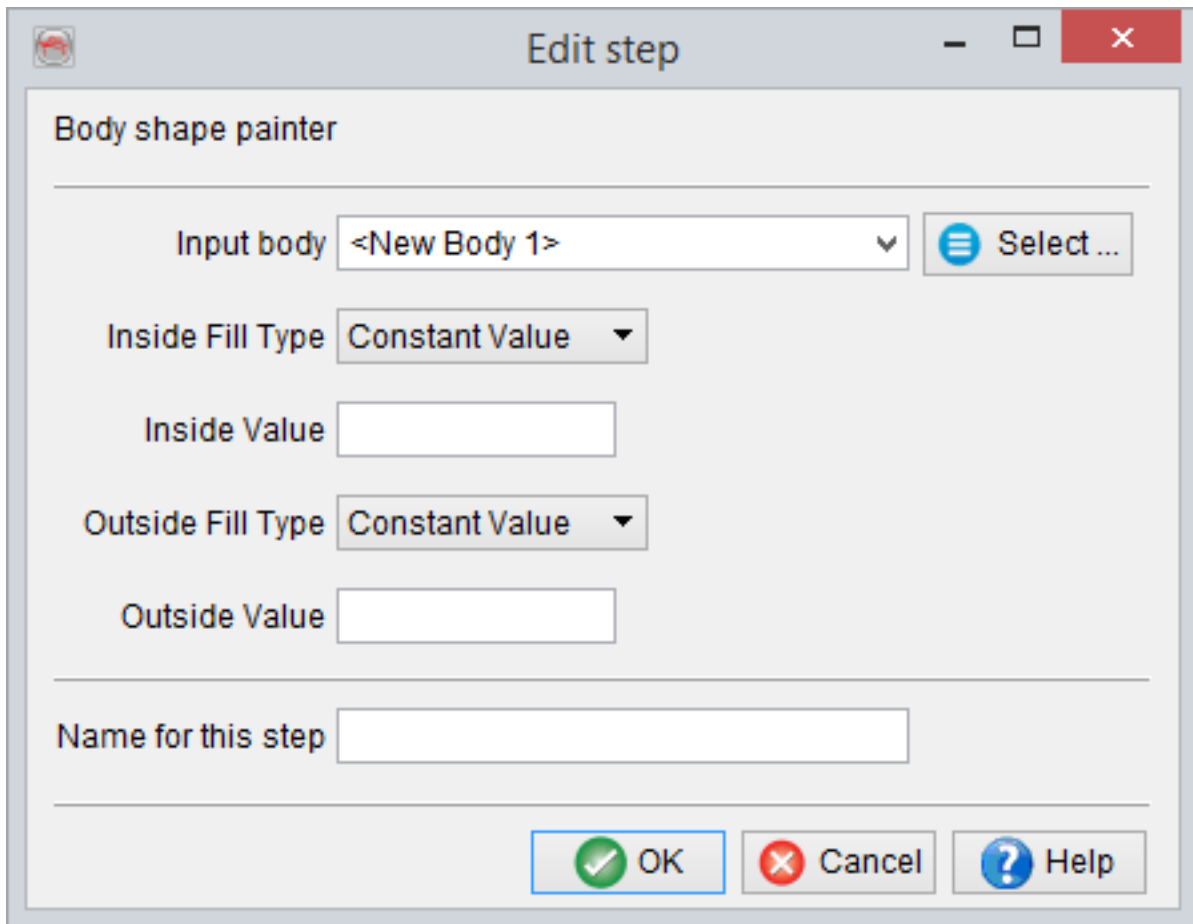 Edit step
Body shape painter
Input body <New Body 1> Select ...
Inside Fill Type Constant Value
Inside Value
Outside Fill Type Constant Value
Outside Value
Name for this step
OK Cancel Help